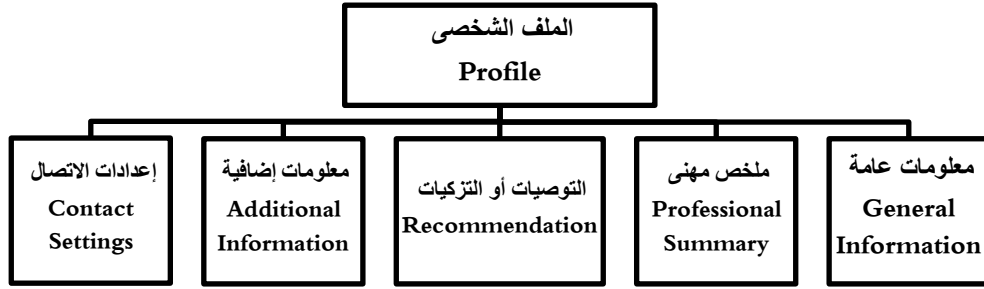 الملف الشخصى
Profile
معلومات عامة
General
Information
ملخص مهنى
Professional
Summary
التوصيات أو التزكيات
Recommendation
معلومات إضافية
Additional
Information
إعدادات الاتصال
Contact
Settings